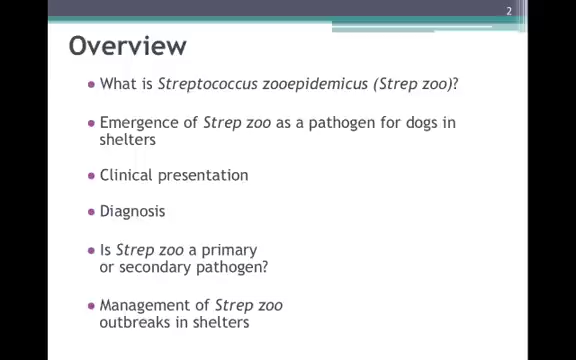 2
Overview
• What is Streptococcus zooepidemicus (Strep zoo)?
• Emergence of Strep zoo as a pathogen for dogs in
shelters
• Clinical presentation
• Diagnosis
• Is Strep zoo a primary
or secondary pathogen?
• Management of Strep zoo
outbreaks in shelters